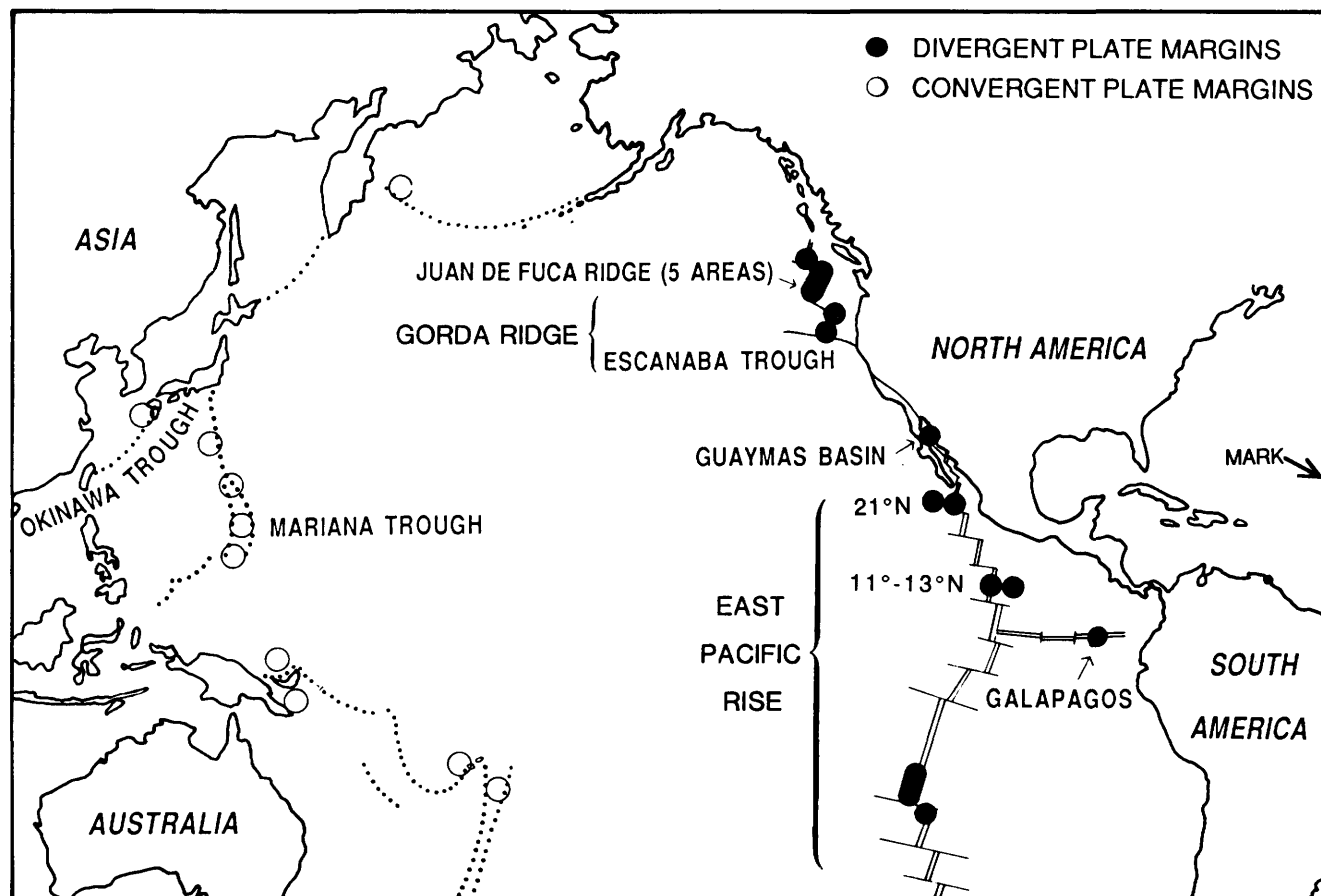 DIVERGENT PLATE MARGINS
CONVERGENT PLATE MARGINS
ASIA
JUAN DE FUCA RIDGE (5 AREAS)
GORDA RIDGE
ESCANABA TROUGH
NORTH AMERICA
OKINAWA TROUGH
GUAYMAS BASIN
MARK
21°N
MARIANA TROUGH
11°-13°N
EAST
PACIFIC
RISE
GALAPAGOS
SOUTH
AMERICA
AUSTRALIA